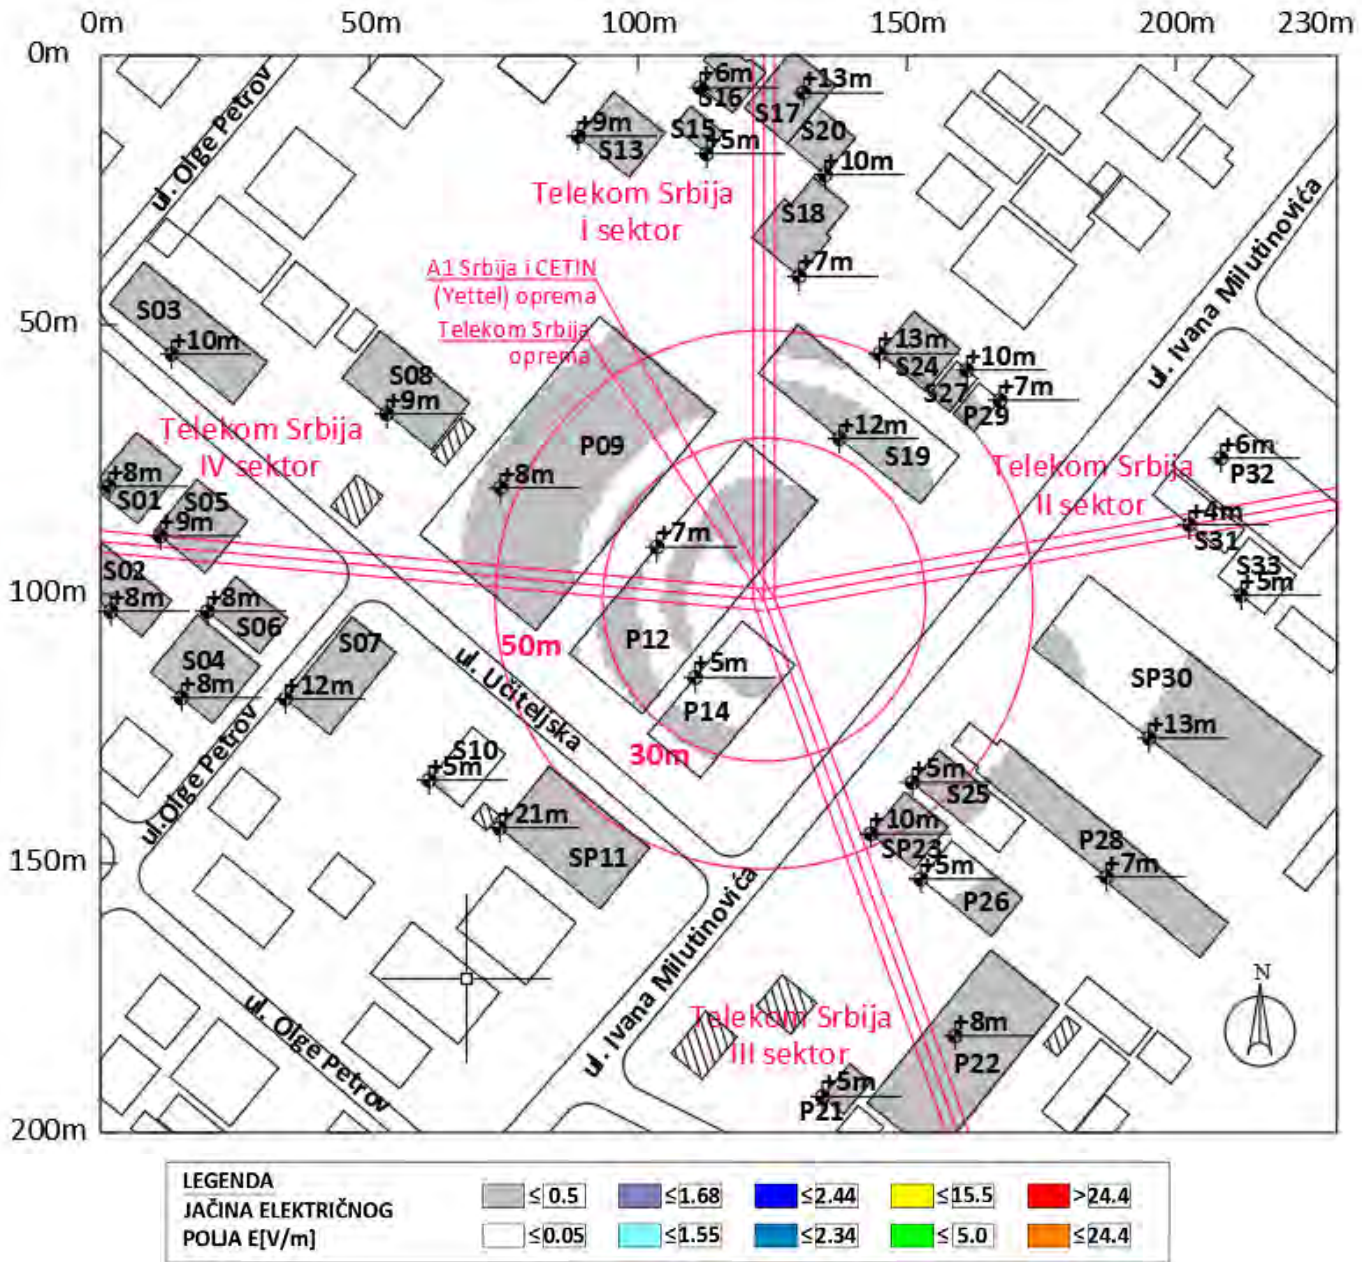 0m 50m 100m 150m 200m 230m
0m
50m
100m
150m
200m
ul. Olge Petrov
+6m
S16
+13m
S17
S20
+9m
S13
S15
+5m
+10m
Telekom Srbija
I sektor
S18
+7m
A1 Srbija i CETIN
(Yettel) oprema
Telekom Srbija
oprema
ul. Ivana Milutinovića
S03
+10m
S08
+9m
P09
+8m
+13m
S24
+10m
S27
+7m
P29
+12m
S19
Telekom Srbija
IV sektor
Telekom Srbija
II sektor
+6m
P32
+4m
S31
S33
+5m
+8m
S01
S05
+9m
S02
+8m
+8m
S06
S04
+8m
S07
+12m
+7m
P12
+5m
P14
50m
30m
ul. Učiteljska
SP30
+13m
ul.Olge Petrov
S10
+5m
+21m
SP11
+5m
S25
+10m
SP23
+5m
P26
P28
+7m
ul. Ivana Milutinovića
ul. Olge Petrov
Telekom Srbija
III sektor
+8m
P22
+5m
P21
N
LEGENDA
JAČINA ELEKTRIČNOG
POLJA E[V/m]
≤ 0.5 ≤1.68 ≤2.44 ≤15.5 >24.4
≤0.05 ≤1.55 ≤2.34 ≤5.0 ≤24.4